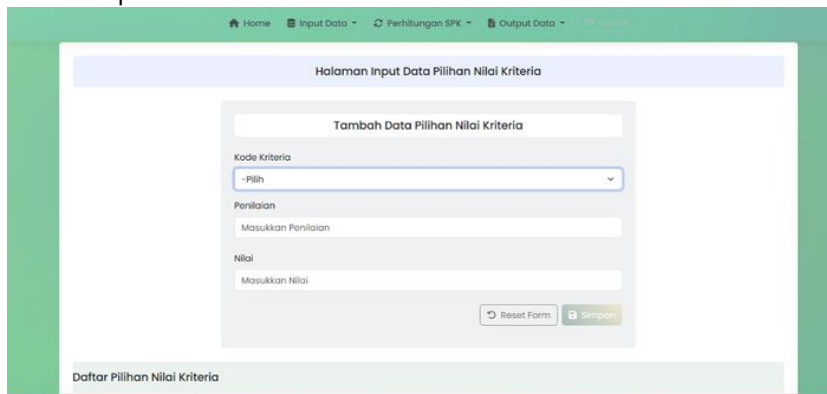 Home Input Data Perhitungan SPK Output Data
Halaman Input Data Pilihan Nilai Kriteria
Tambah Data Pilihan Nilai Kriteria
Kode Kriteria
-Pilih
Penilaian
Masukkan Penilaian
Nilai
Masukkan Nilai
Reset Form Simpan
Daftar Pilihan Nilai Kriteria